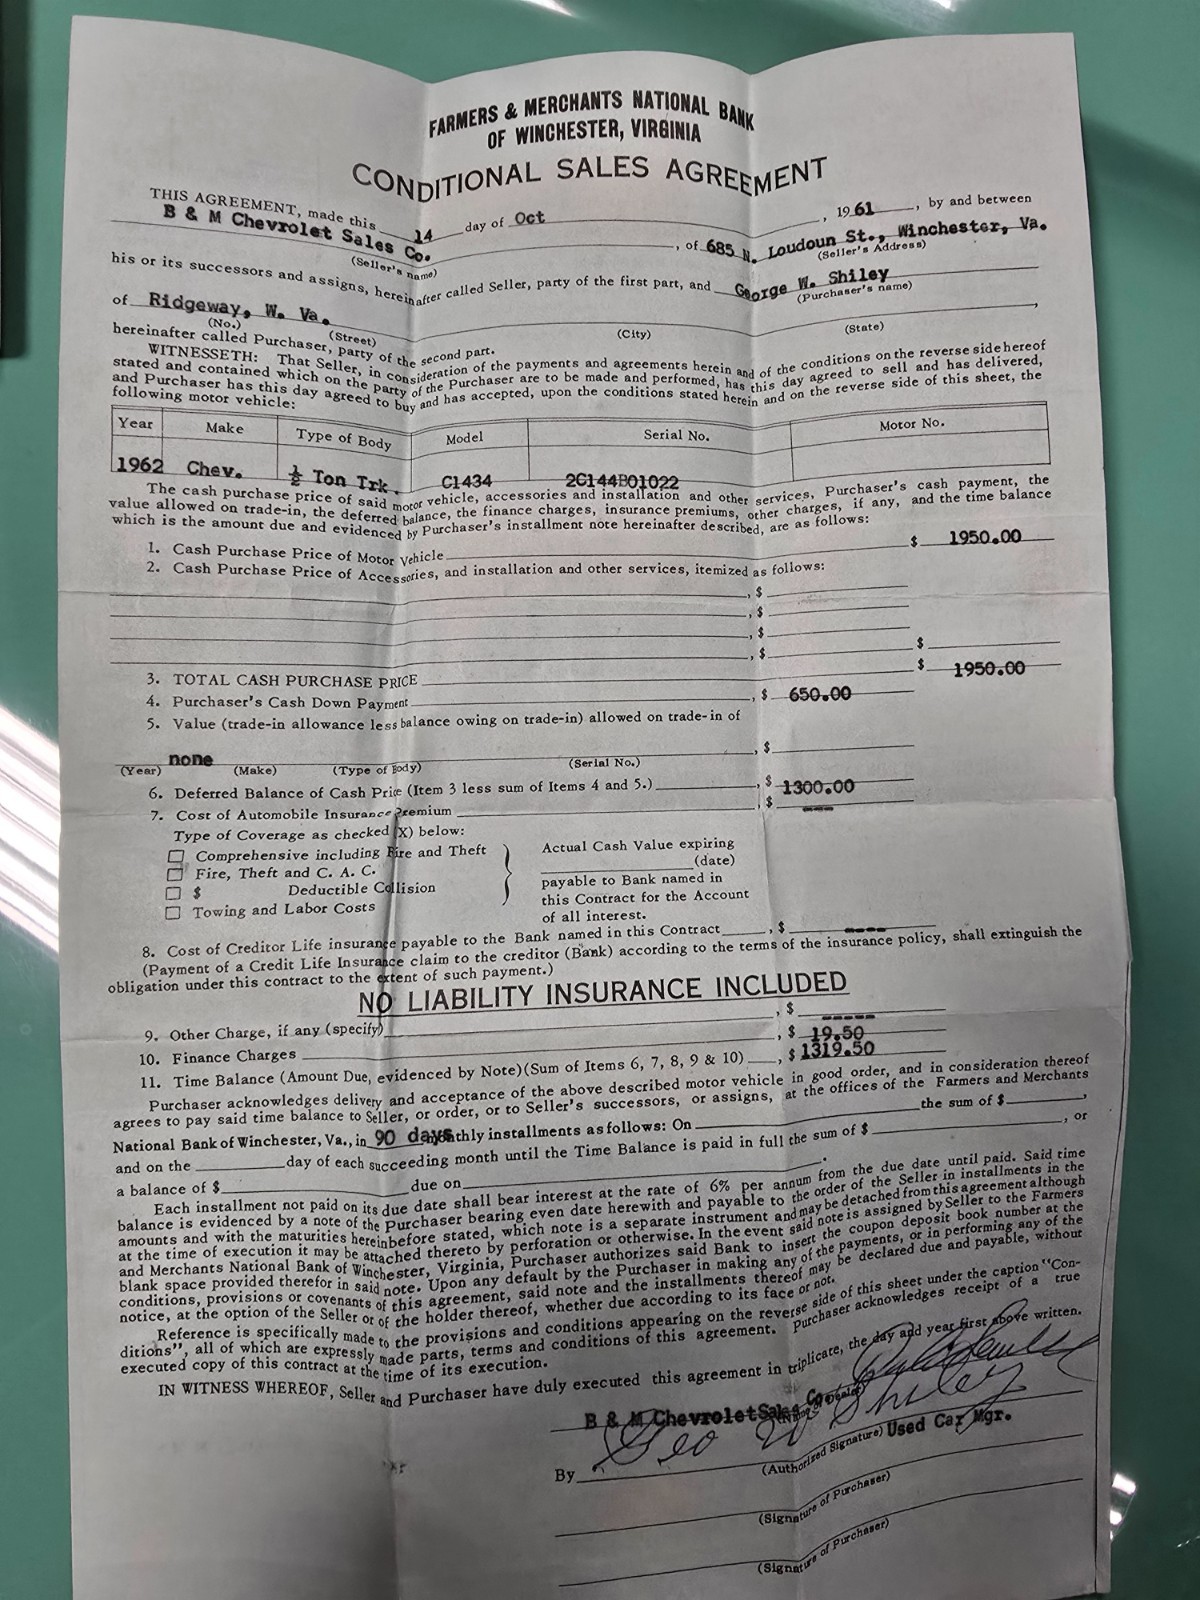 FARMERS & MERCHANTS NATIONAL BANK
OF WINCHESTER, VIRGINIA
CONDITIONAL SALES AGREEMENT
THIS AGREEMENT, made this 14 day of Oct , 1961 , by and between
B & M Chevrolet Sales Co. , of 685 N. Loudoun St., Winchester, Va.
(Seller's name) (Seller's Address)
his or its successors and assigns, hereinafter called Seller, party of the first part, and George W. Shiley
(Purchaser's name)
of Ridgeway, W. Va. ,
(No.) (Street) (City) (State)
hereinafter called Purchaser, party of the second part.
WITNESSETH: That Seller, in consideration of the payments and agreements herein and of the conditions on the reverse side hereof
stated and contained which on the party of the Purchaser are to be made and performed, has this day agreed to sell and has delivered,
and Purchaser has this day agreed to buy and has accepted, upon the conditions stated herein and on the reverse side of this sheet, the
following motor vehicle:
Year Make Type of Body Model Serial No. Motor No.
1962 Chev. ½ Ton Trk. C1434 2C144B01022
The cash purchase price of said motor vehicle, accessories and installation and other services, Purchaser's cash payment, the
value allowed on trade-in, the deferred balance, the finance charges, insurance premiums, other charges, if any, and the time balance
which is the amount due and evidenced by Purchaser's installment note hereinafter described, are as follows:
1. Cash Purchase Price of Motor Vehicle $ 1950.00
2. Cash Purchase Price of Accessories, and installation and other services, itemized as follows:
, $
, $
, $
, $ $
3. TOTAL CASH PURCHASE PRICE $ 1950.00
4. Purchaser's Cash Down Payment , $ 650.00
5. Value (trade-in allowance less balance owing on trade-in) allowed on trade-in of
none , $
(Year) (Make) (Type of Body) (Serial No.)
6. Deferred Balance of Cash Price (Item 3 less sum of Items 4 and 5.) , $ 1300.00
7. Cost of Automobile Insurance Premium , $ ---
Type of Coverage as checked (X) below:
Comprehensive including Fire and Theft
Fire, Theft and C. A. C.
$ Deductible Collision
Towing and Labor Costs
Actual Cash Value expiring
(date)
payable to Bank named in
this Contract for the Account
of all interest.
8. Cost of Creditor Life insurance payable to the Bank named in this Contract , $ ----
(Payment of a Credit Life Insurance claim to the creditor (Bank) according to the terms of the insurance policy, shall extinguish the
obligation under this contract to the extent of such payment.)
NO LIABILITY INSURANCE INCLUDED
9. Other Charge, if any (specify) , $ -----
10. Finance Charges , $ 19.50
11. Time Balance (Amount Due, evidenced by Note)(Sum of Items 6, 7, 8, 9 & 10) , $ 1319.50
Purchaser acknowledges delivery and acceptance of the above described motor vehicle in good order, and in consideration thereof
agrees to pay said time balance to Seller, or order, or to Seller's successors, or assigns, at the offices of the Farmers and Merchants
National Bank of Winchester, Va., in 90 days monthly installments as follows: On the sum of $ ,
and on the day of each succeeding month until the Time Balance is paid in full the sum of $ , or
a balance of $ due on .
Each installment not paid on its due date shall bear interest at the rate of 6% per annum from the due date until paid. Said time
balance is evidenced by a note of the Purchaser bearing even date herewith and payable to the order of the Seller in installments in the
amounts and with the maturities hereinbefore stated, which note is a separate instrument and may be detached from this agreement although
at the time of execution it may be attached thereto by perforation or otherwise. In the event said note is assigned by Seller to the Farmers
and Merchants National Bank of Winchester, Virginia, Purchaser authorizes said Bank to insert the coupon deposit book number at the
blank space provided therefor in said note. Upon any default by the Purchaser in making any of the payments, or in performing any of the
conditions, provisions or covenants of this agreement, said note and the installments thereof may be declared due and payable, without
notice, at the option of the Seller or of the holder thereof, whether due according to its face or not.
Reference is specifically made to the provisions and conditions appearing on the reverse side of this sheet under the caption "Con-
ditions", all of which are expressly made parts, terms and conditions of this agreement. Purchaser acknowledges receipt of a true
executed copy of this contract at the time of its execution.
IN WITNESS WHEREOF, Seller and Purchaser have duly executed this agreement in triplicate, the day and year first above written.
B & M Chevrolet Sales Co.
Geo W Shiley
By (Authorized Signature) Used Car Mgr.
(Signature of Purchaser)
(Signature of Purchaser)